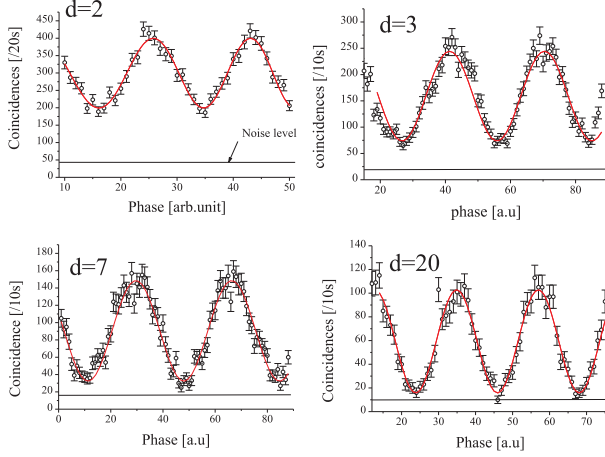 d=2
Coincidences [/20s]
450
400
350
300
250
200
150
100
50
0
Noise level
10 20 30 40 50
Phase [arb.unit]
d=3
coincidences [/10s]
300
250
200
150
100
50
0
20 40 60 80
phase [a.u]
d=7
Coincidence [/10s]
180
160
140
120
100
80
60
40
20
0
0 20 40 60 80
Phase [a.u]
d=20
Coincidences [/10s]
140
120
100
80
60
40
20
0
20 30 40 50 60 70
Phase [a.u]